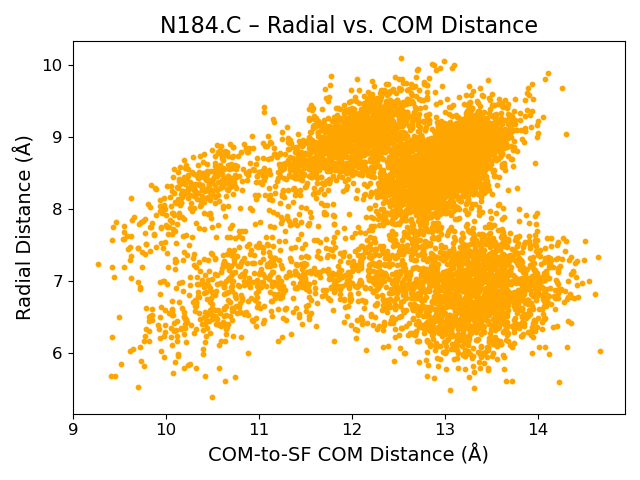 N184.C – Radial vs. COM Distance
Radial Distance (Å)
10
9
8
7
6
9 10 11 12 13 14
COM-to-SF COM Distance (Å)